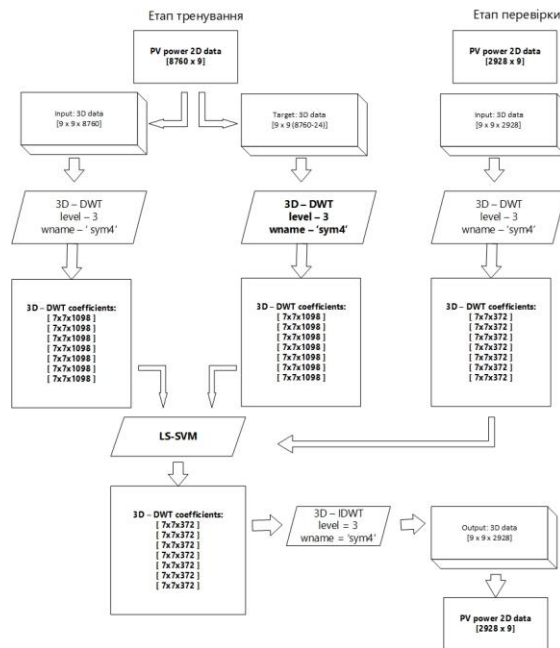 Етап тренування
Етап перевірки
PV power 2D data
[8760 x 9]
PV power 2D data
[2928 x 9]
Input: 3D data
[9 x 9 x 8760]
Target: 3D data
[9 x 9 (8760-24)]
Input: 3D data
[9 x 9 x 2928]
3D – DWT
level – 3
wname – ‘ sym4’
3D – DWT
level – 3
wname – ‘sym4’
3D – DWT
level – 3
wname – ‘sym4’
3D – DWT coefficients:
[ 7x7x1098 ]
[ 7x7x1098 ]
[ 7x7x1098 ]
[ 7x7x1098 ]
[ 7x7x1098 ]
[ 7x7x1098 ]
[ 7x7x1098 ]
3D – DWT coefficients:
[ 7x7x1098 ]
[ 7x7x1098 ]
[ 7x7x1098 ]
[ 7x7x1098 ]
[ 7x7x1098 ]
[ 7x7x1098 ]
[ 7x7x1098 ]
3D – DWT coefficients:
[ 7x7x372 ]
[ 7x7x372 ]
[ 7x7x372 ]
[ 7x7x372 ]
[ 7x7x372 ]
[ 7x7x372 ]
[ 7x7x372 ]
LS-SVM
3D – DWT coefficients:
[ 7x7x372 ]
[ 7x7x372 ]
[ 7x7x372 ]
[ 7x7x372 ]
[ 7x7x372 ]
[ 7x7x372 ]
[ 7x7x372 ]
3D – IDWT
level = 3
wname = ‘sym4’
Output: 3D data
[9 x 9 x 2928]
PV power 2D data
[2928 x 9]